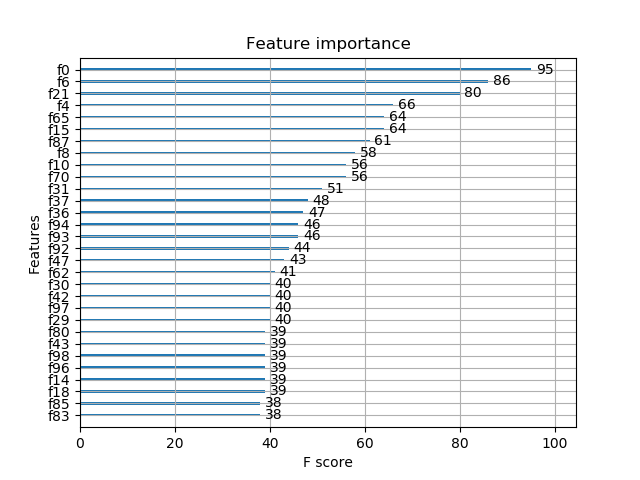 Feature importance
f0 95
f6 86
f21 80
f4 66
f65 64
f15 64
f87 61
f8 58
f10 56
f70 56
f31 51
f37 48
f36 47
f94 46
f93 46
f92 44
f47 43
f62 41
f30 40
f42 40
f97 40
f29 40
f80 39
f43 39
f98 39
f96 39
f14 39
f18 39
f85 38
f83 38
Features
0 20 40 60 80 100
F score